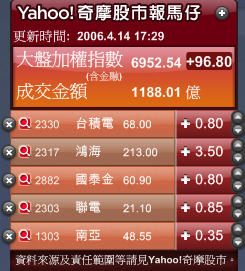 Yahoo! 奇摩股市報馬仔
更新時間: 2006.4.14 17:29
大盤加權指數 6952.54 +96.80
(含金融)
成交金額 1188.01 億
2330 台積電 68.00 + 0.80
2317 鴻海 213.00 + 3.50
2882 國泰金 60.90 + 0.80
2303 聯電 21.10 + 0.85
1303 南亞 48.55 + 0.35
資料來源及責任範圍等請見Yahoo!奇摩股市。